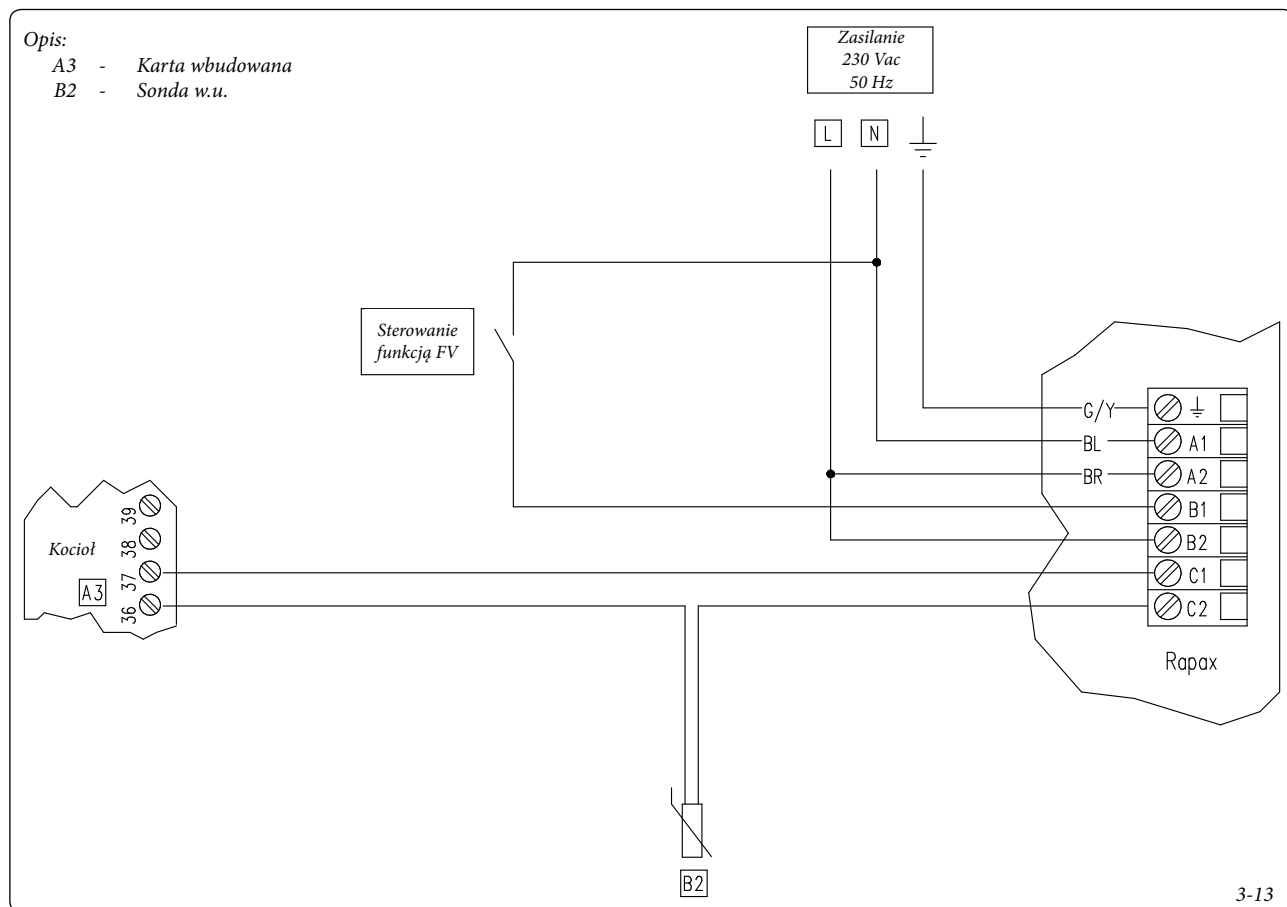 Opis:
A3 - Karta wbudowana
B2 - Sonda w.u.
Zasilanie
230 Vac
50 Hz
L N
Sterowanie
funkcją FV
G/Y
BL A1
BR A2
B1
B2
C1
C2
Rapax
39
38
37
36
Kocioł
A3
B2
3-13